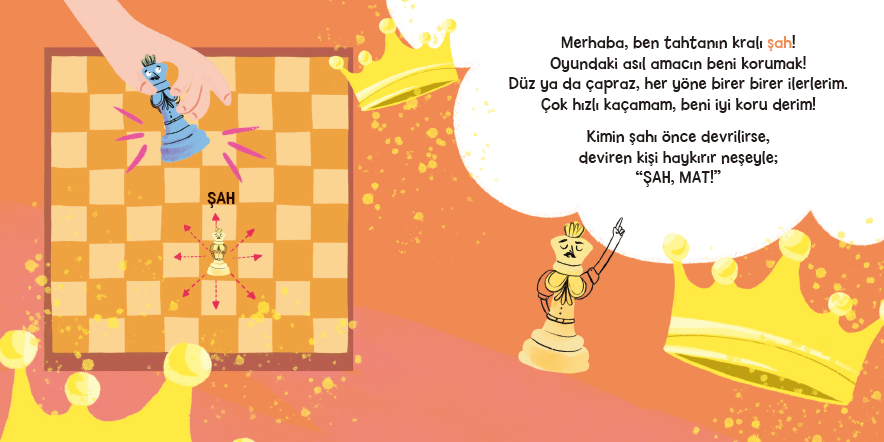 Merhaba, ben tahtanın kralı şah!
Oyundaki asıl amacın beni korumak!
Düz ya da çapraz, her yöne birer birer ilerlerim.
Çok hızlı kaçamam, beni iyi koru derim!
Kimin şahı önce devrilirse,
deviren kişi haykırır neşeyle;
“ŞAH, MAT!”
ŞAH